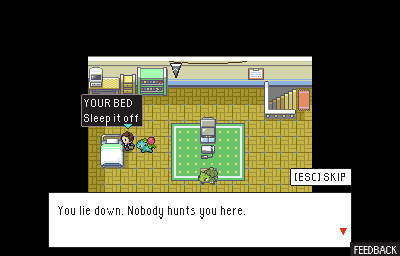 YOUR BED
Sleep it off
[ESC] SKIP
You lie down. Nobody hunts you here.
FEEDBACK